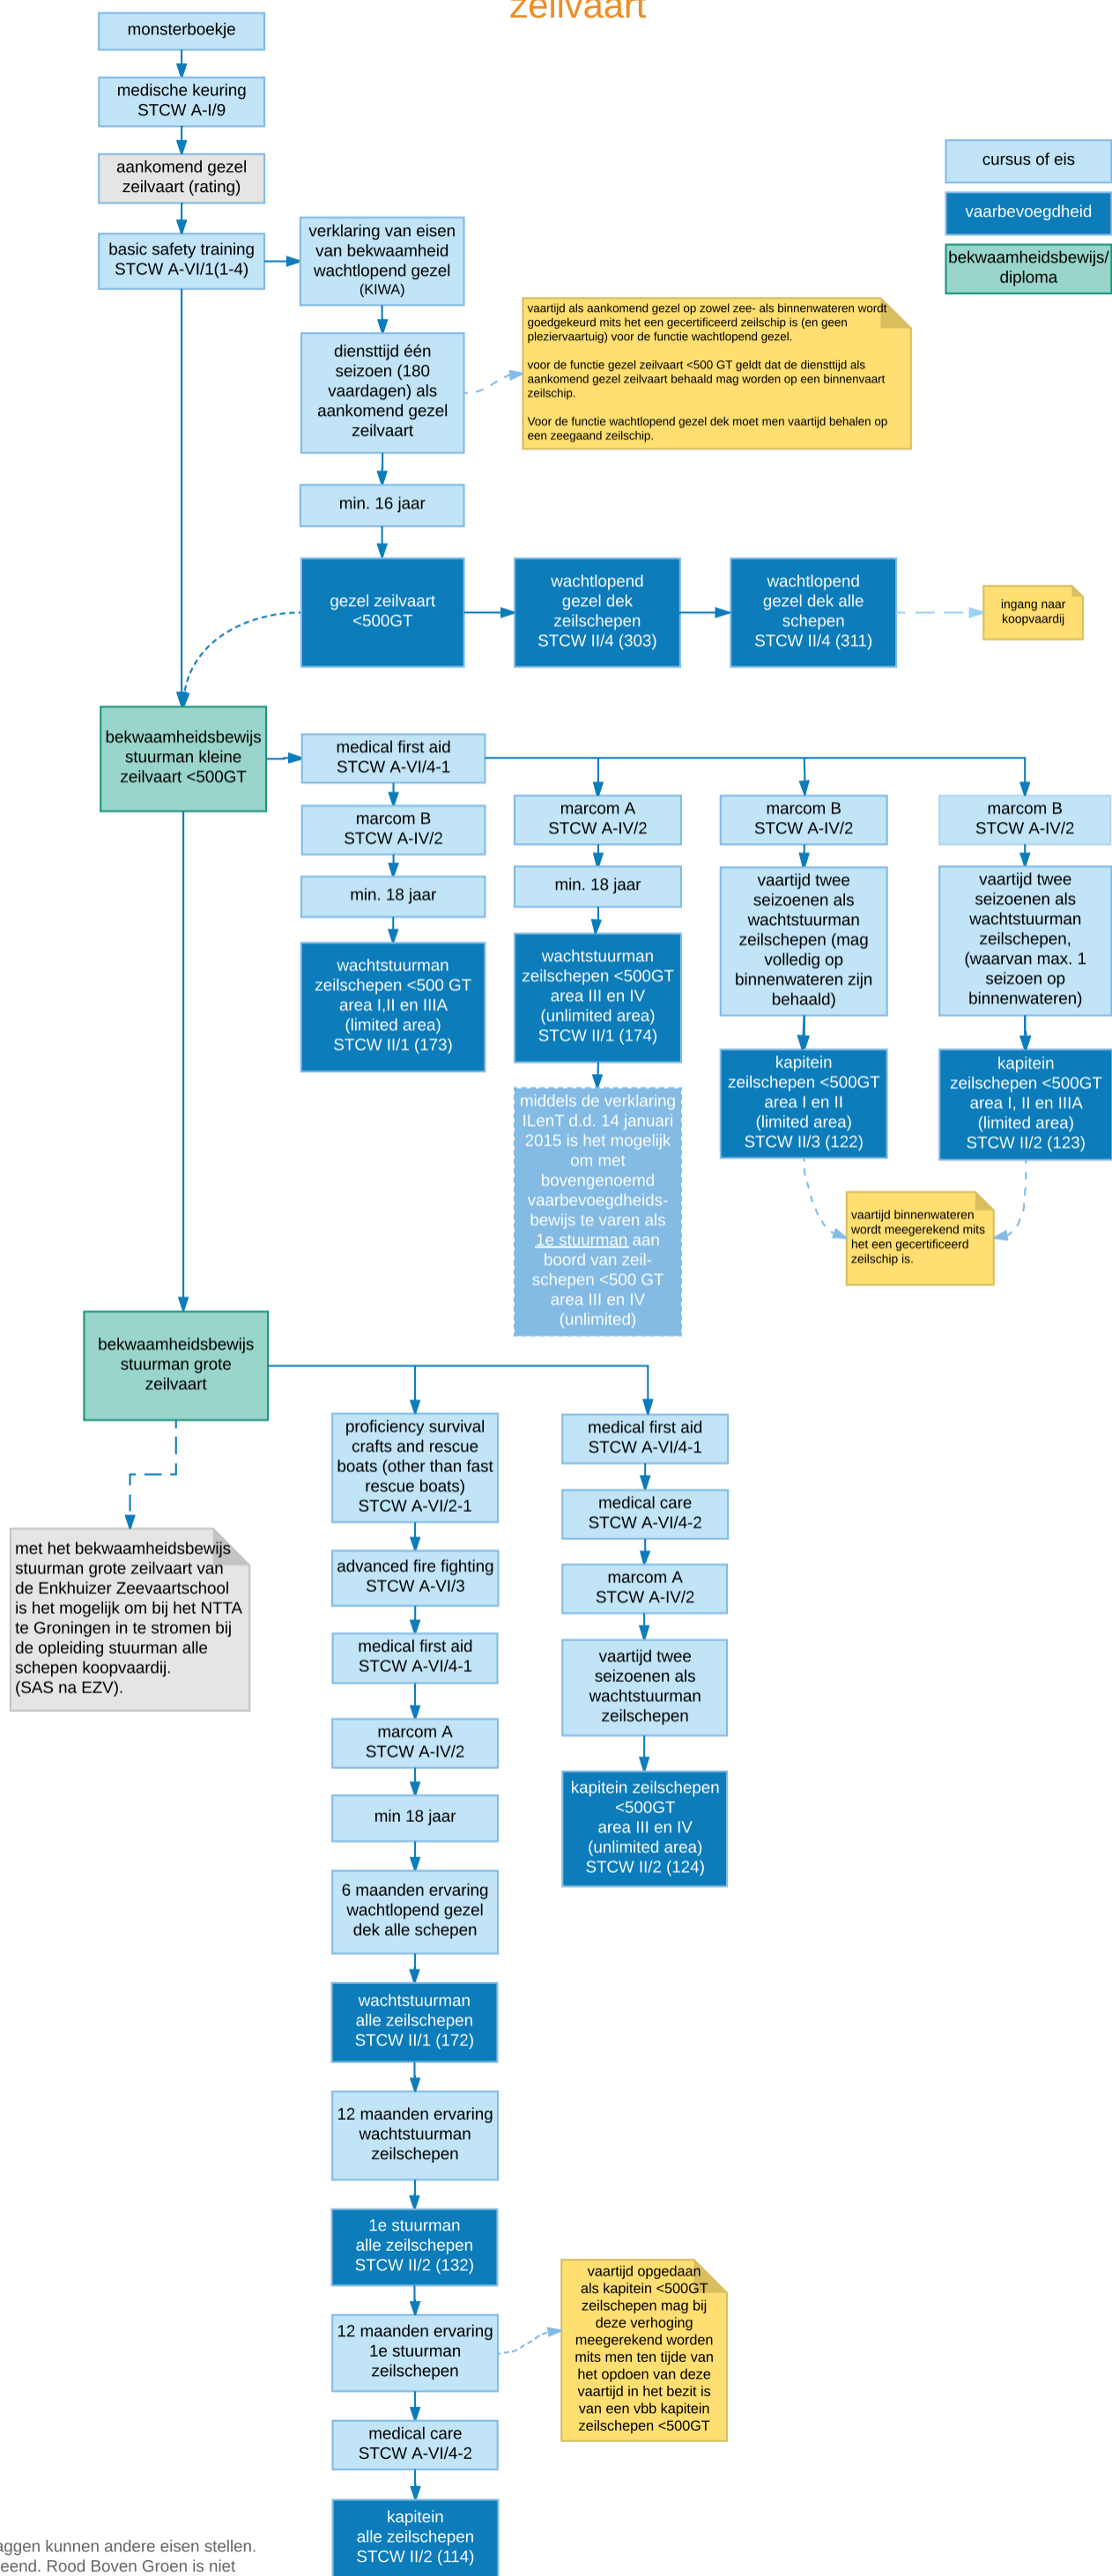 zeilvaart
monsterboekje
medische keuring
STCW A-I/9
aankomend gezel
zeilvaart (rating)
basic safety training
STCW A-VI/1(1-4)
cursus of eis
vaarbevoegdheid
bekwaamheidsbewijs/
diploma
verklaring van eisen
van bekwaamheid
wachtlopend gezel
(KIWA)
diensttijd één
seizoen (180
vaardagen) als
aankomend gezel
zeilvaart
vaartijd als aankomend gezel op zowel zee- als binnenwateren wordt
goedgekeurd mits het een gecertificeerd zeilschip is (en geen
pleziervaartuig) voor de functie wachtlopend gezel.
voor de functie gezel zeilvaart <500 GT geldt dat de diensttijd als
aankomend gezel zeilvaart behaald mag worden op een binnenvaart
zeilschip.
Voor de functie wachtlopend gezel dek moet men vaartijd behalen op
een zeegaand zeilschip.
min. 16 jaar
gezel zeilvaart
<500GT
wachtlopend
gezel dek
zeilschepen
STCW II/4 (303)
wachtlopend
gezel dek alle
schepen
STCW II/4 (311)
ingang naar
koopvaardij
bekwaamheidsbewijs
stuurman kleine
zeilvaart <500GT
medical first aid
STCW A-VI/4-1
marcom B
STCW A-IV/2
min. 18 jaar
wachtstuurman
zeilschepen <500 GT
area I,II en IIIA
(limited area)
STCW II/1 (173)
marcom A
STCW A-IV/2
min. 18 jaar
wachtstuurman
zeilschepen <500GT
area III en IV
(unlimited area)
STCW II/1 (174)
middels de verklaring
ILenT d.d. 14 januari
2015 is het mogelijk
om met
bovengenoemd
vaarbevoegdheids-
bewijs te varen als
1e stuurman aan
boord van zeil-
schepen <500 GT
area III en IV
(unlimited)
marcom B
STCW A-IV/2
vaartijd twee
seizoenen als
wachtstuurman
zeilschepen (mag
volledig op
binnenwateren zijn
behaald)
kapitein
zeilschepen <500GT
area I en II
(limited area)
STCW II/3 (122)
marcom B
STCW A-IV/2
vaartijd twee
seizoenen als
wachtstuurman
zeilschepen,
(waarvan max. 1
seizoen op
binnenwateren)
kapitein
zeilschepen <500GT
area I, II en IIIA
(limited area)
STCW II/2 (123)
vaartijd binnenwateren
wordt meegerekend mits
het een gecertificeerd
zeilschip is.
bekwaamheidsbewijs
stuurman grote
zeilvaart
met het bekwaamheidsbewijs
stuurman grote zeilvaart van
de Enkhuizer Zeevaartschool
is het mogelijk om bij het NTTA
te Groningen in te stromen bij
de opleiding stuurman alle
schepen koopvaardij.
(SAS na EZV).
proficiency survival
crafts and rescue
boats (other than fast
rescue boats)
STCW A-VI/2-1
advanced fire fighting
STCW A-VI/3
medical first aid
STCW A-VI/4-1
marcom A
STCW A-IV/2
min 18 jaar
6 maanden ervaring
wachtlopend gezel
dek alle schepen
wachtstuurman
alle zeilschepen
STCW II/1 (172)
12 maanden ervaring
wachtstuurman
zeilschepen
1e stuurman
alle zeilschepen
STCW II/2 (132)
12 maanden ervaring
1e stuurman
zeilschepen
medical care
STCW A-VI/4-2
kapitein
alle zeilschepen
STCW II/2 (114)
medical first aid
STCW A-VI/4-1
medical care
STCW A-VI/4-2
marcom A
STCW A-IV/2
vaartijd twee
seizoenen als
wachtstuurman
zeilschepen
kapitein zeilschepen
<500GT
area III en IV
(unlimited area)
STCW II/2 (124)
vaartijd opgedaan
als kapitein <500GT
zeilschepen mag bij
deze verhoging
meegerekend worden
mits men ten tijde van
het opdoen van deze
vaartijd in het bezit is
van een vbb kapitein
zeilschepen <500GT
aggen kunnen andere eisen stellen.
eend. Rood Boven Groen is niet